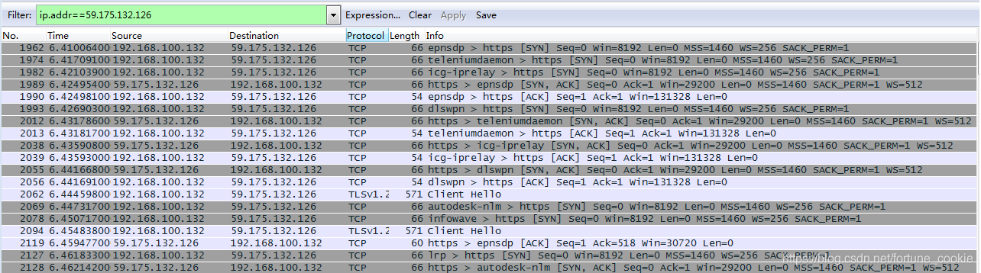 Filter: ip.addr==59.175.132.126 Expression... Clear Apply Save
No. Time Source Destination Protocol Length Info
1962 6.41006400 192.168.100.132 59.175.132.126 TCP 66 epnsdp > https [SYN] Seq=0 Win=8192 Len=0 MSS=1460 WS=256 SACK_PERM=1
1974 6.41709100 192.168.100.132 59.175.132.126 TCP 66 teleniumdaemon > https [SYN] Seq=0 Win=8192 Len=0 MSS=1460 WS=256 SACK_PERM=1
1982 6.42103900 192.168.100.132 59.175.132.126 TCP 66 icg-iprelay > https [SYN] Seq=0 Win=8192 Len=0 MSS=1460 WS=256 SACK_PERM=1
1989 6.42495400 59.175.132.126 192.168.100.132 TCP 66 https > epnsdp [SYN, ACK] Seq=0 Ack=1 Win=29200 Len=0 MSS=1460 SACK_PERM=1 WS=512
1990 6.42498100 192.168.100.132 59.175.132.126 TCP 54 epnsdp > https [ACK] Seq=1 Ack=1 Win=131328 Len=0
1993 6.42690300 192.168.100.132 59.175.132.126 TCP 66 dlswpn > https [SYN] Seq=0 Win=8192 Len=0 MSS=1460 WS=256 SACK_PERM=1
2012 6.43178600 59.175.132.126 192.168.100.132 TCP 66 https > teleniumdaemon [SYN, ACK] Seq=0 Ack=1 Win=29200 Len=0 MSS=1460 SACK_PERM=1 WS=512
2013 6.43181700 192.168.100.132 59.175.132.126 TCP 54 teleniumdaemon > https [ACK] Seq=1 Ack=1 Win=131328 Len=0
2038 6.43590800 59.175.132.126 192.168.100.132 TCP 66 https > icg-iprelay [SYN, ACK] Seq=0 Ack=1 Win=29200 Len=0 MSS=1460 SACK_PERM=1 WS=512
2039 6.43593000 192.168.100.132 59.175.132.126 TCP 54 icg-iprelay > https [ACK] Seq=1 Ack=1 Win=131328 Len=0
2055 6.44166800 59.175.132.126 192.168.100.132 TCP 66 https > dlswpn [SYN, ACK] Seq=0 Ack=1 Win=29200 Len=0 MSS=1460 SACK_PERM=1 WS=512
2056 6.44169100 192.168.100.132 59.175.132.126 TCP 54 dlswpn > https [ACK] Seq=1 Ack=1 Win=131328 Len=0
2062 6.44459800 192.168.100.132 59.175.132.126 TLSv1.2 571 Client Hello
2069 6.44731700 192.168.100.132 59.175.132.126 TCP 66 autodesk-nlm > https [SYN] Seq=0 Win=8192 Len=0 MSS=1460 WS=256 SACK_PERM=1
2078 6.45071700 192.168.100.132 59.175.132.126 TCP 66 infowave > https [SYN] Seq=0 Win=8192 Len=0 MSS=1460 WS=256 SACK_PERM=1
2094 6.45483800 192.168.100.132 59.175.132.126 TLSv1.2 571 Client Hello
2119 6.45947700 59.175.132.126 192.168.100.132 TCP 60 https > epnsdp [ACK] Seq=1 Ack=518 Win=30720 Len=0
2127 6.46183300 192.168.100.132 59.175.132.126 TCP 66 lrp > https [SYN] Seq=0 Win=8192 Len=0 MSS=1460 WS=256 SACK_PERM=1
2128 6.46214200 59.175.132.126 192.168.100.132 TCP 66 https > autodesk-nlm [SYN, ACK] Seq=0 Ack=1 Win=29200 Len=0 MSS=1460
https://blog.csdn.net/fortune_cookie